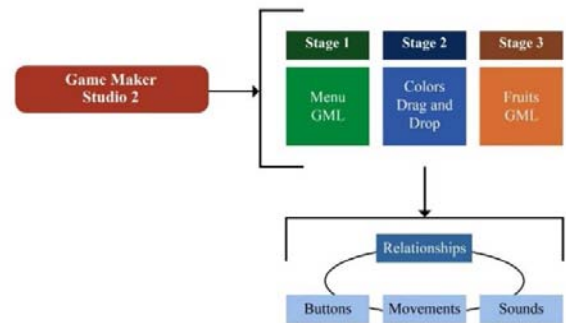 Game Maker
Studio 2
Stage 1
Stage 2
Stage 3
Menu
GML
Colors
Drag and
Drop
Fruits
GML
Relationships
Buttons
Movements
Sounds